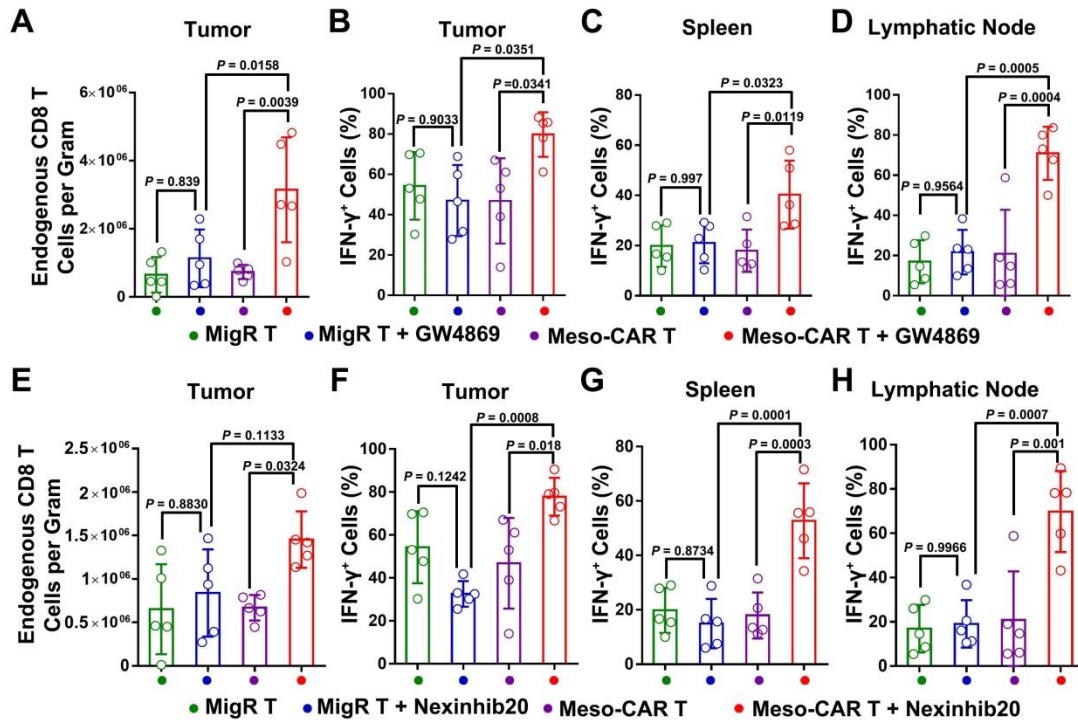 A
Tumor
Endogenous CD8 T
Cells per Gram
6×10⁰⁶
4×10⁰⁶
2×10⁰⁶
0
P = 0.0158
P = 0.0039
P = 0.839
B
Tumor
IFN-γ⁺ Cells (%)
100
80
60
40
20
0
P = 0.0351
P =0.0341
P = 0.9033
C
Spleen
IFN-γ⁺ Cells (%)
80
60
40
20
0
P = 0.0323
P = 0.0119
P = 0.997
D
Lymphatic Node
IFN-γ⁺ Cells (%)
100
80
60
40
20
0
P = 0.0005
P = 0.0004
P = 0.9564
MigR T MigR T + GW4869 Meso-CAR T Meso-CAR T + GW4869
E
Tumor
Endogenous CD8 T
Cells per Gram
2.5×10⁰⁶
2×10⁰⁶
1.5×10⁰⁶
1×10⁰⁶
0.5×10⁰⁶
0
P = 0.1133
P = 0.0324
P = 0.8830
F
Tumor
IFN-γ⁺ Cells (%)
100
80
60
40
20
0
P = 0.0008
P = 0.018
P = 0.1242
G
Spleen
IFN-γ⁺ Cells (%)
80
60
40
20
0
P = 0.0001
P = 0.0003
P = 0.8734
H
Lymphatic Node
IFN-γ⁺ Cells (%)
100
80
60
40
20
0
P = 0.0007
P = 0.001
P = 0.9966
MigR T MigR T + Nexinhib20 Meso-CAR T Meso-CAR T + Nexinhib20